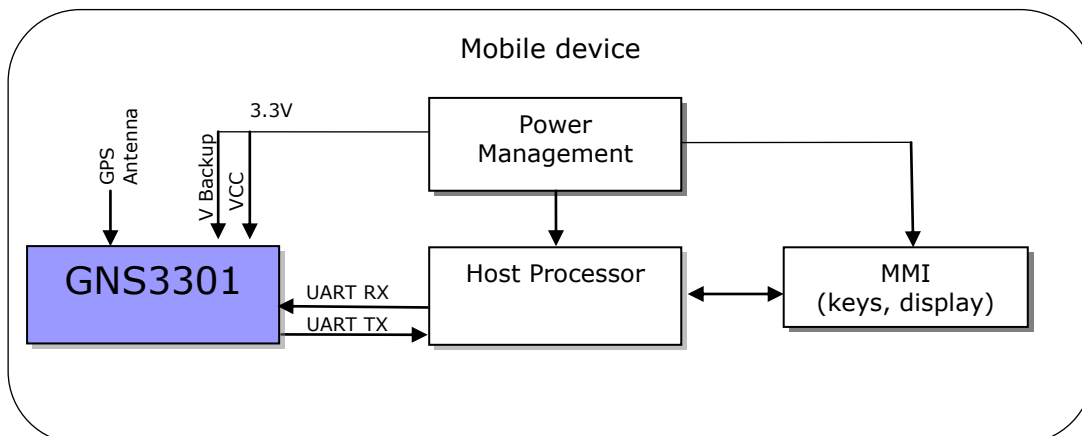 Mobile device
3.3V
Power
Management
GPS
Antenna
V Backup
VCC
GNS3301
UART RX
UART TX
Host Processor
MMI
(keys, display)